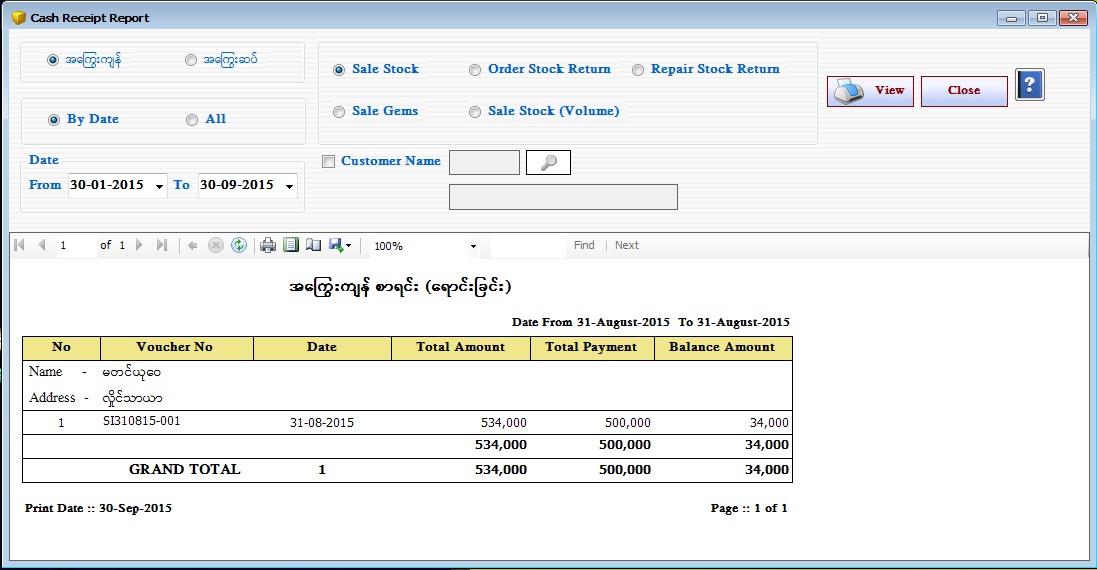 Cash Receipt Report
အကြွေးကျန် အကြွေးဆပ်
Sale Stock Order Stock Return Repair Stock Return
View Close ?
Sale Gems Sale Stock (Volume)
By Date All
Date
Customer Name
From 30-01-2015 To 30-09-2015
1 of 1 100% Find | Next
အကြွေးကျန် စာရင်း (ရောင်းခြင်း)
Date From 31-August-2015 To 31-August-2015
No Voucher No Date Total Amount Total Payment Balance Amount
Name - မတင်ယုဝေ
Address - လှိုင်သာယာ
1 SI310815-001 31-08-2015 534,000 500,000 34,000
534,000 500,000 34,000
GRAND TOTAL 1 534,000 500,000 34,000
Print Date :: 30-Sep-2015 Page :: 1 of 1